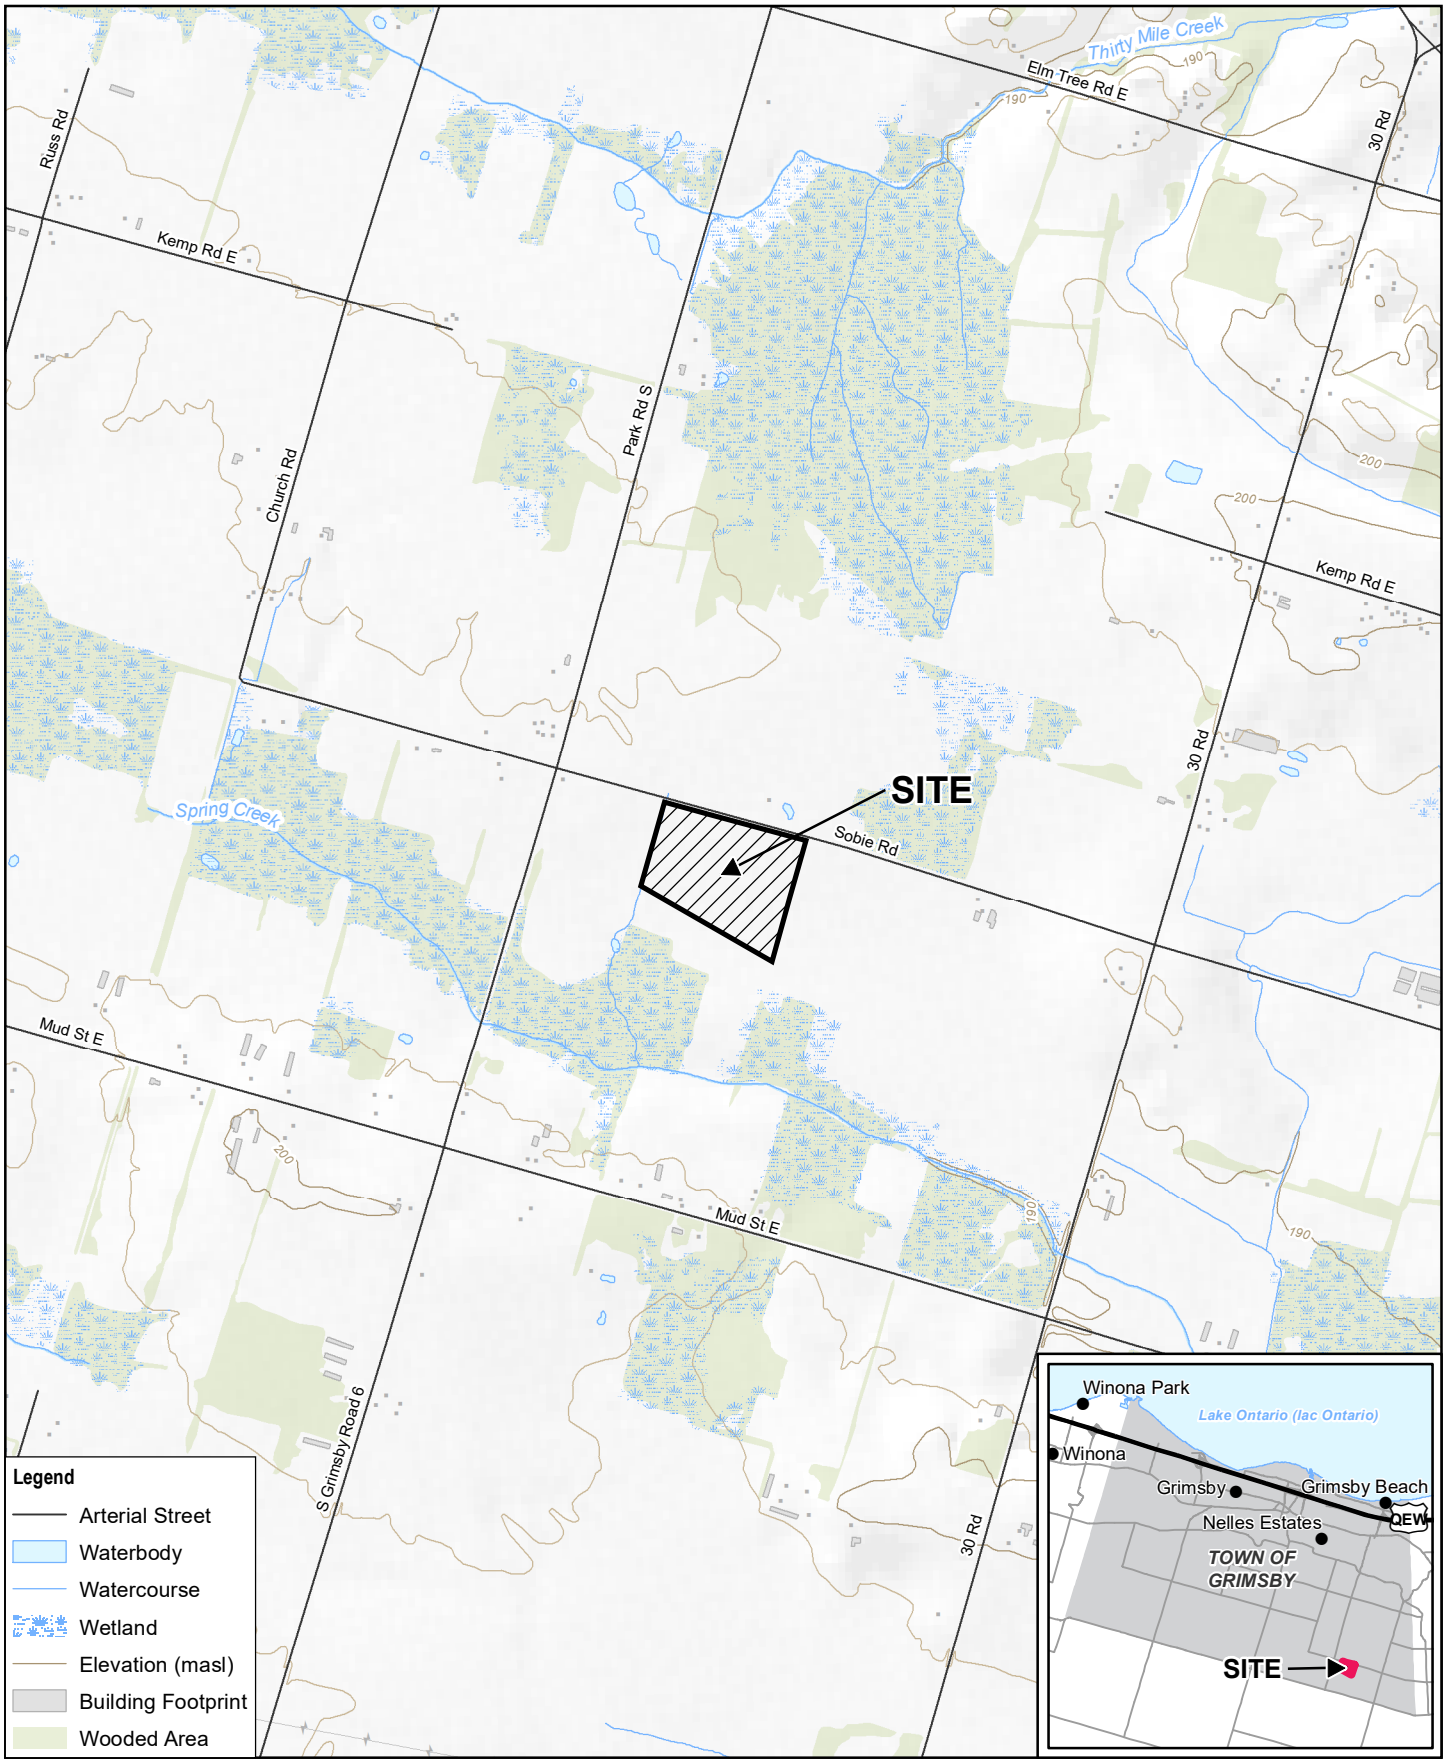 Thirty Mile Creek
190
Elm Tree Rd E
190
30 Rd
Russ Rd
Kemp Rd E
Park Rd S
Church Rd
200
200
Kemp Rd E
30 Rd
SITE
Spring Creek
Sobie Rd
Mud St E
200
190
Mud St E
190
S Grimsby Road 6
30 Rd
Legend
Arterial Street
Waterbody
Watercourse
Wetland
Elevation (masl)
Building Footprint
Wooded Area
Winona Park
Lake Ontario (lac Ontario)
Winona
Grimsby
Grimsby Beach
QEW
Nelles Estates
TOWN OF
GRIMSBY
SITE